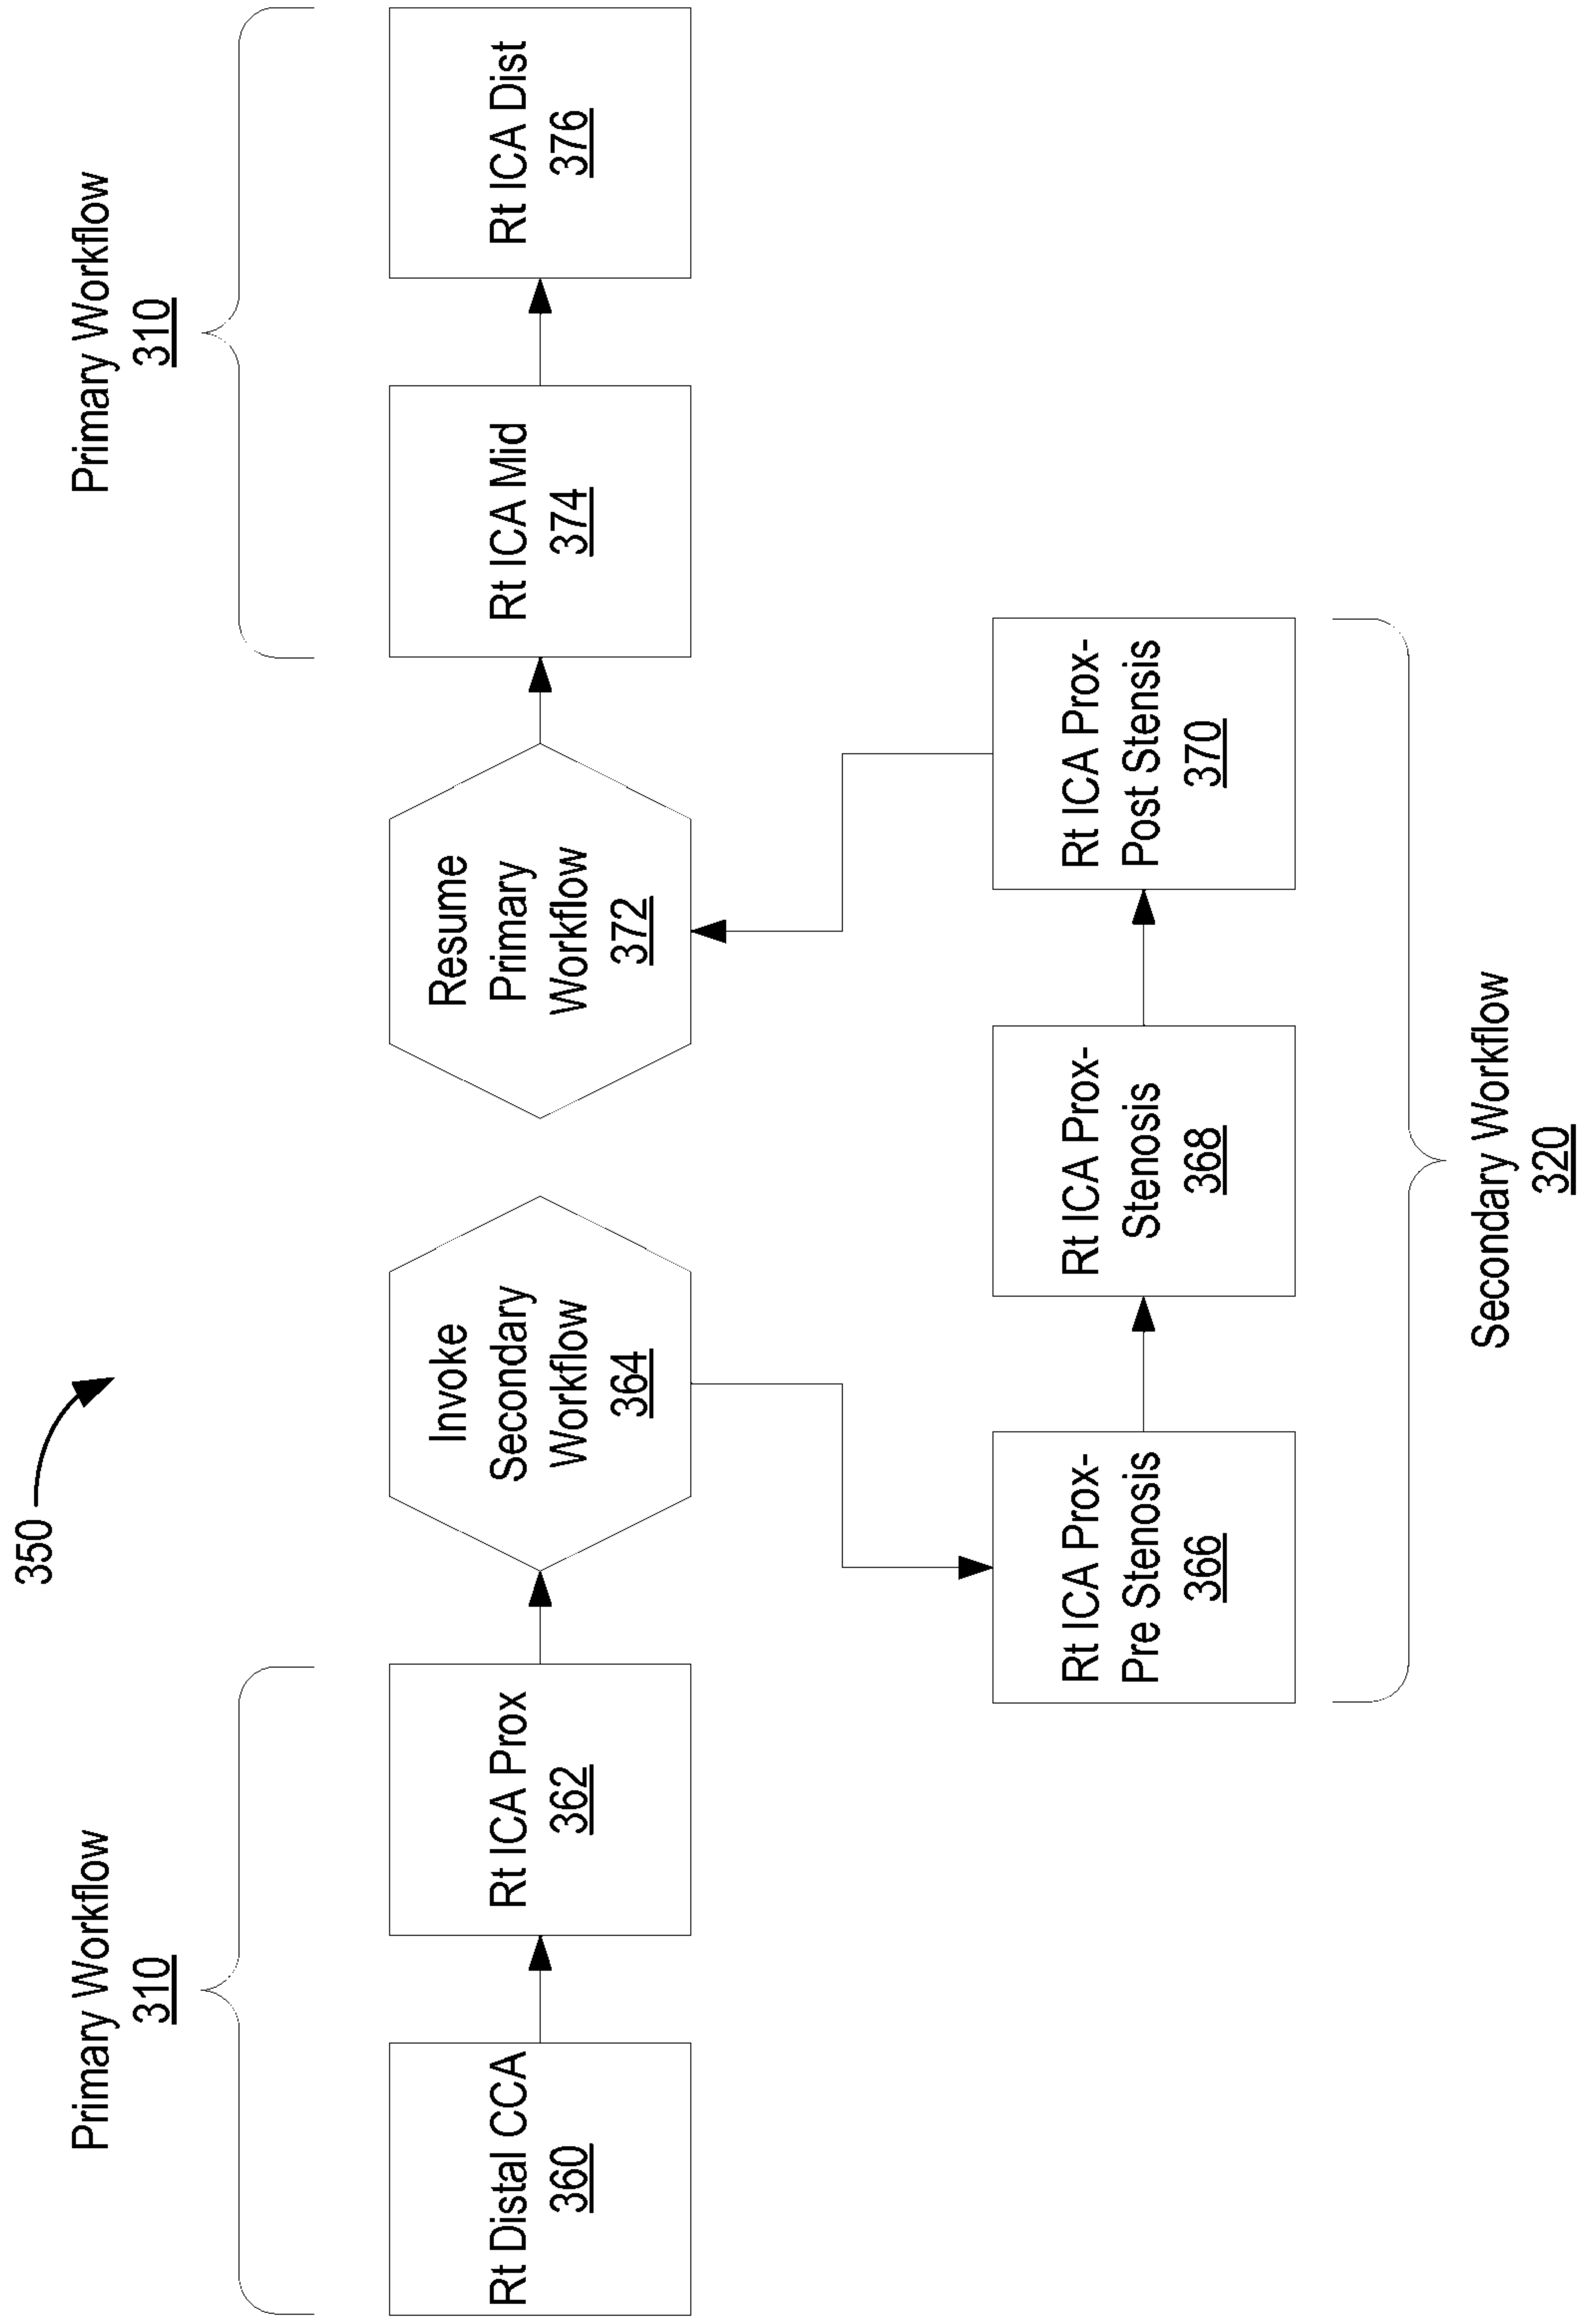 350
Primary Workflow
310
Primary Workflow
310
Rt Distal CCA
360
Rt ICA Prox
362
Invoke
Secondary
Workflow
364
Resume
Primary
Workflow
372
Rt ICA Mid
374
Rt ICA Dist
376
Rt ICA Prox-
Pre Stenosis
366
Rt ICA Prox-
Stenosis
368
Rt ICA Prox-
Post Stensis
370
Secondary Workflow
320